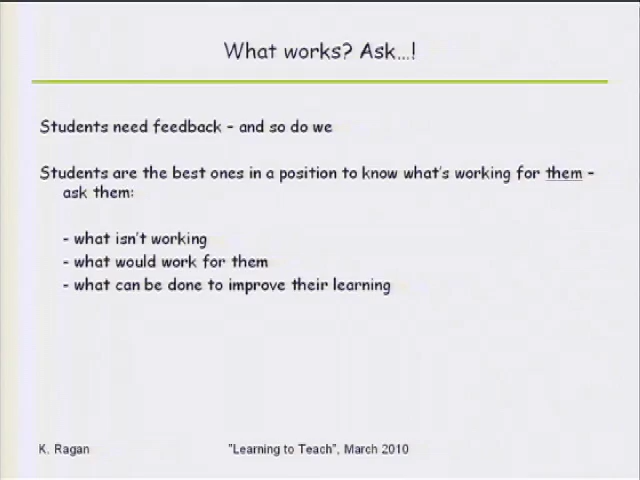 What works? Ask...!
Students need feedback – and so do we
Students are the best ones in a position to know what's working for them –
ask them:
- what isn't working
- what would work for them
- what can be done to improve their learning
K. Ragan
"Learning to Teach", March 2010